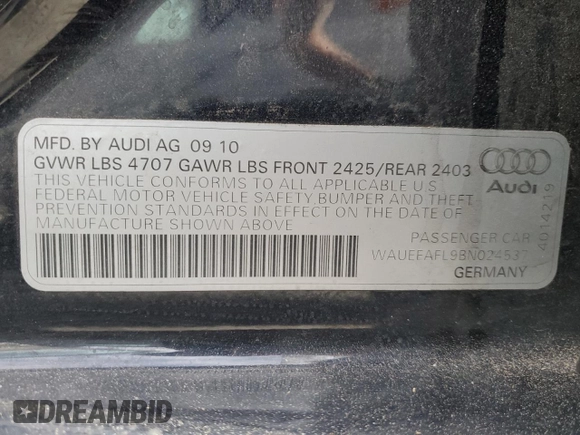 MFD. BY AUDI AG 09 10
GVWR LBS 4707 GAWR LBS FRONT 2425/REAR 2403
THIS VEHICLE CONFORMS TO ALL APPLICABLE U.S
FEDERAL MOTOR VEHICLE SAFETY BUMPER AND THEFT
PREVENTION STANDARDS IN EFFECT ON THE DATE OF
MANUFACTURE SHOWN ABOVE
Audi
4014219
PASSENGER CAR
WAUEEAFL9BN024537
GERMANY
DREAMBID